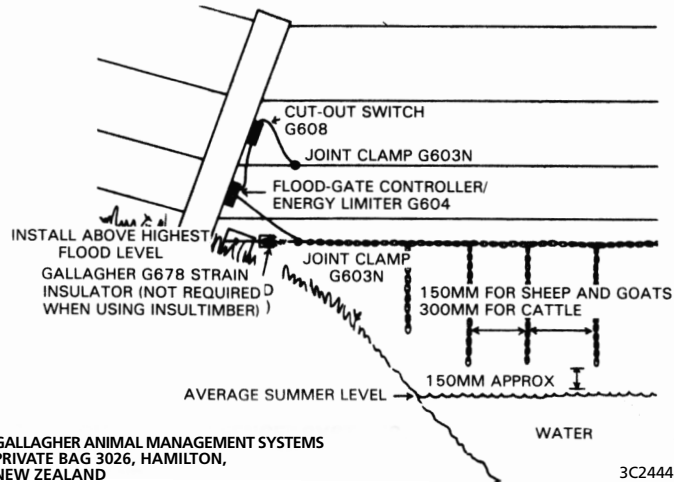 CUT-OUT SWITCH
G608
JOINT CLAMP G603N
FLOOD-GATE CONTROLLER/
ENERGY LIMITER G604
INSTALL ABOVE HIGHEST
FLOOD LEVEL
GALLAGHER G678 STRAIN
INSULATOR (NOT REQUIRED)
WHEN USING INSULTIMBER)
JOINT CLAMP
G603N
150MM FOR SHEEP AND GOATS
300MM FOR CATTLE
150MM APPROX
AVERAGE SUMMER LEVEL
WATER
GALLAGHER ANIMAL MANAGEMENT SYSTEMS
PRIVATE BAG 3026, HAMILTON,
NEW ZEALAND
3C2444